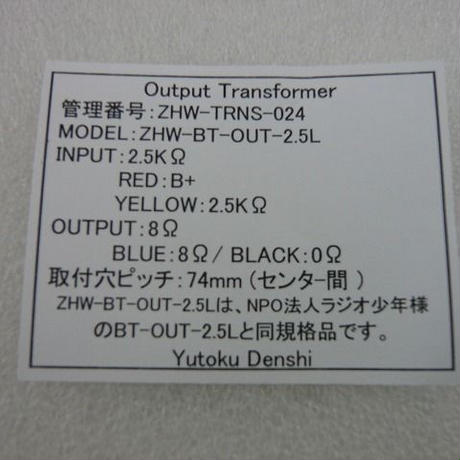 Output Transformer
管理番号:ZHW-TRNS-024
MODEL:ZHW-BT-OUT-2.5L
INPUT:2.5KΩ
RED:B+
YELLOW:2.5KΩ
OUTPUT:8Ω
BLUE:8Ω/ BLACK:0Ω
取付穴ピッチ:74mm(センタ-間 )
ZHW-BT-OUT-2.5Lは、NPO法人ラジオ少年様
のBT-OUT-2.5Lと同規格品です。
Yutoku Denshi